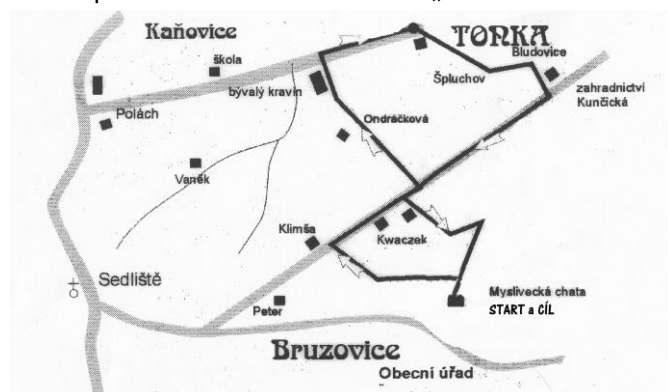 „
Kaňovice
TONKA
škola
Bludovice
Špluchov
zahradnictví
Kunčická
bývalý kravín
Polách
Ondráčková
Vaněk
Klimša
Kwaczek
Sedliště
Myslivecká chata
START a CÍL
Peter
Bruzovice
Obecní úřad